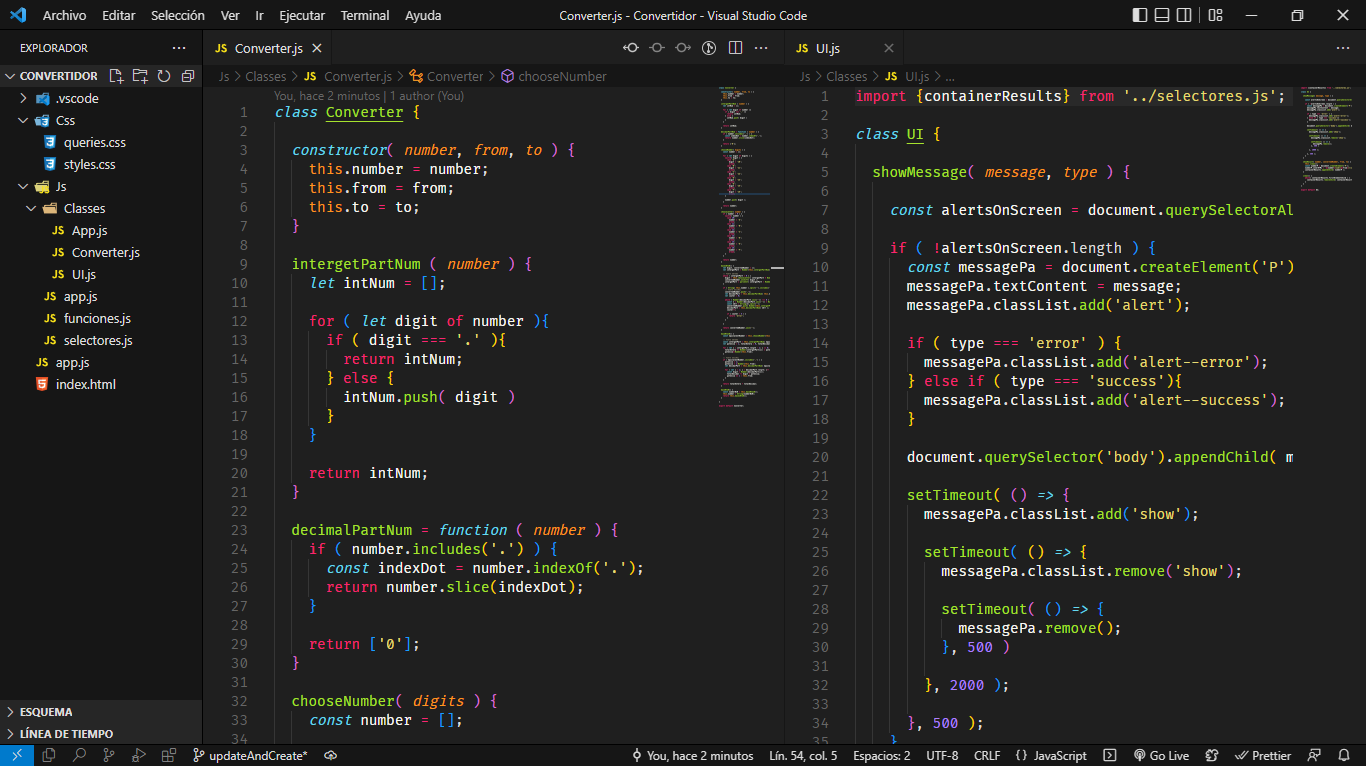 Archivo Editar Selección Ver Ir Ejecutar Terminal Ayuda
Converter.js - Convertidor - Visual Studio Code
EXPLORADOR
CONVERTIDOR
.vscode
Css
queries.css
styles.css
Js
Classes
App.js
Converter.js
UI.js
app.js
funciones.js
selectores.js
app.js
index.html
ESQUEMA
LÍNEA DE TIEMPO
JS Converter.js
Js > Classes > JS Converter.js > Converter > chooseNumber
You, hace 2 minutos | 1 author (You)
1 class Converter {
2
3 constructor( number, from, to ) {
4 this.number = number;
5 this.from = from;
6 this.to = to;
7 }
8
9 intergetPartNum ( number ) {
10 let intNum = [];
11
12 for ( let digit of number ){
13 if ( digit === '.' ){
14 return intNum;
15 } else {
16 intNum.push( digit )
17 }
18 }
19
20 return intNum;
21 }
22
23 decimalPartNum = function ( number ) {
24 if ( number.includes('.') ) {
25 const indexDot = number.indexOf('.');
26 return number.slice(indexDot);
27 }
28
29 return ['0'];
30 }
31
32 chooseNumber( digits ) {
33 const number = [];
34
JS UI.js
Js > Classes > JS UI.js > ...
1 import {containerResults} from '../selectores.js';
2
3 class UI {
4
5 showMessage( message, type ) {
6
7 const alertsOnScreen = document.querySelectorAl
8
9 if ( !alertsOnScreen.length ) {
10 const messagePa = document.createElement('P')
11 messagePa.textContent = message;
12 messagePa.classList.add('alert');
13
14 if ( type === 'error' ) {
15 messagePa.classList.add('alert--error');
16 } else if ( type === 'success'){
17 messagePa.classList.add('alert--success');
18 }
19
20 document.querySelector('body').appendChild( m
21
22 setTimeout( () => {
23 messagePa.classList.add('show');
24
25 setTimeout( () => {
26 messagePa.classList.remove('show');
27
28 setTimeout( () => {
29 messagePa.remove();
30 }, 500 )
31
32 }, 2000 );
33
34 }, 500 );
35 }
updateAndCreate*
You, hace 2 minutos Lín. 54, col. 5 Espacios: 2 UTF-8 CRLF {} JavaScript Go Live Prettier